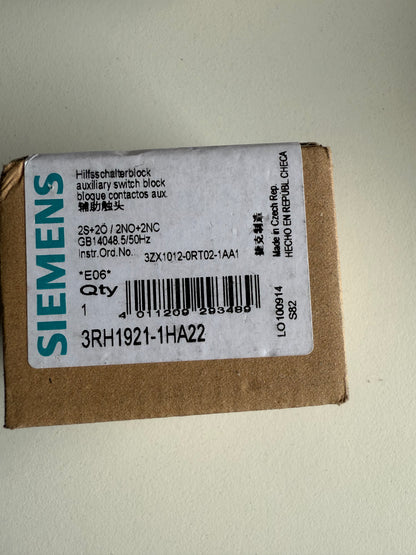 SIEMENS
Hilfsschalterblock
auxiliary switch block
bloque contactos aux.
辅助触头
2S+2Ö / 2NO+2NC
GB14048.5/50Hz
Instr.Ord.No. 3ZX1012-0RT02-1AA1
*E06*
Qty
1
4 011209 293489
3RH1921-1HA22
捷克制造
Made in Czech Rep.
HECHO EN REPUBL CHECA
LO 100914
S82